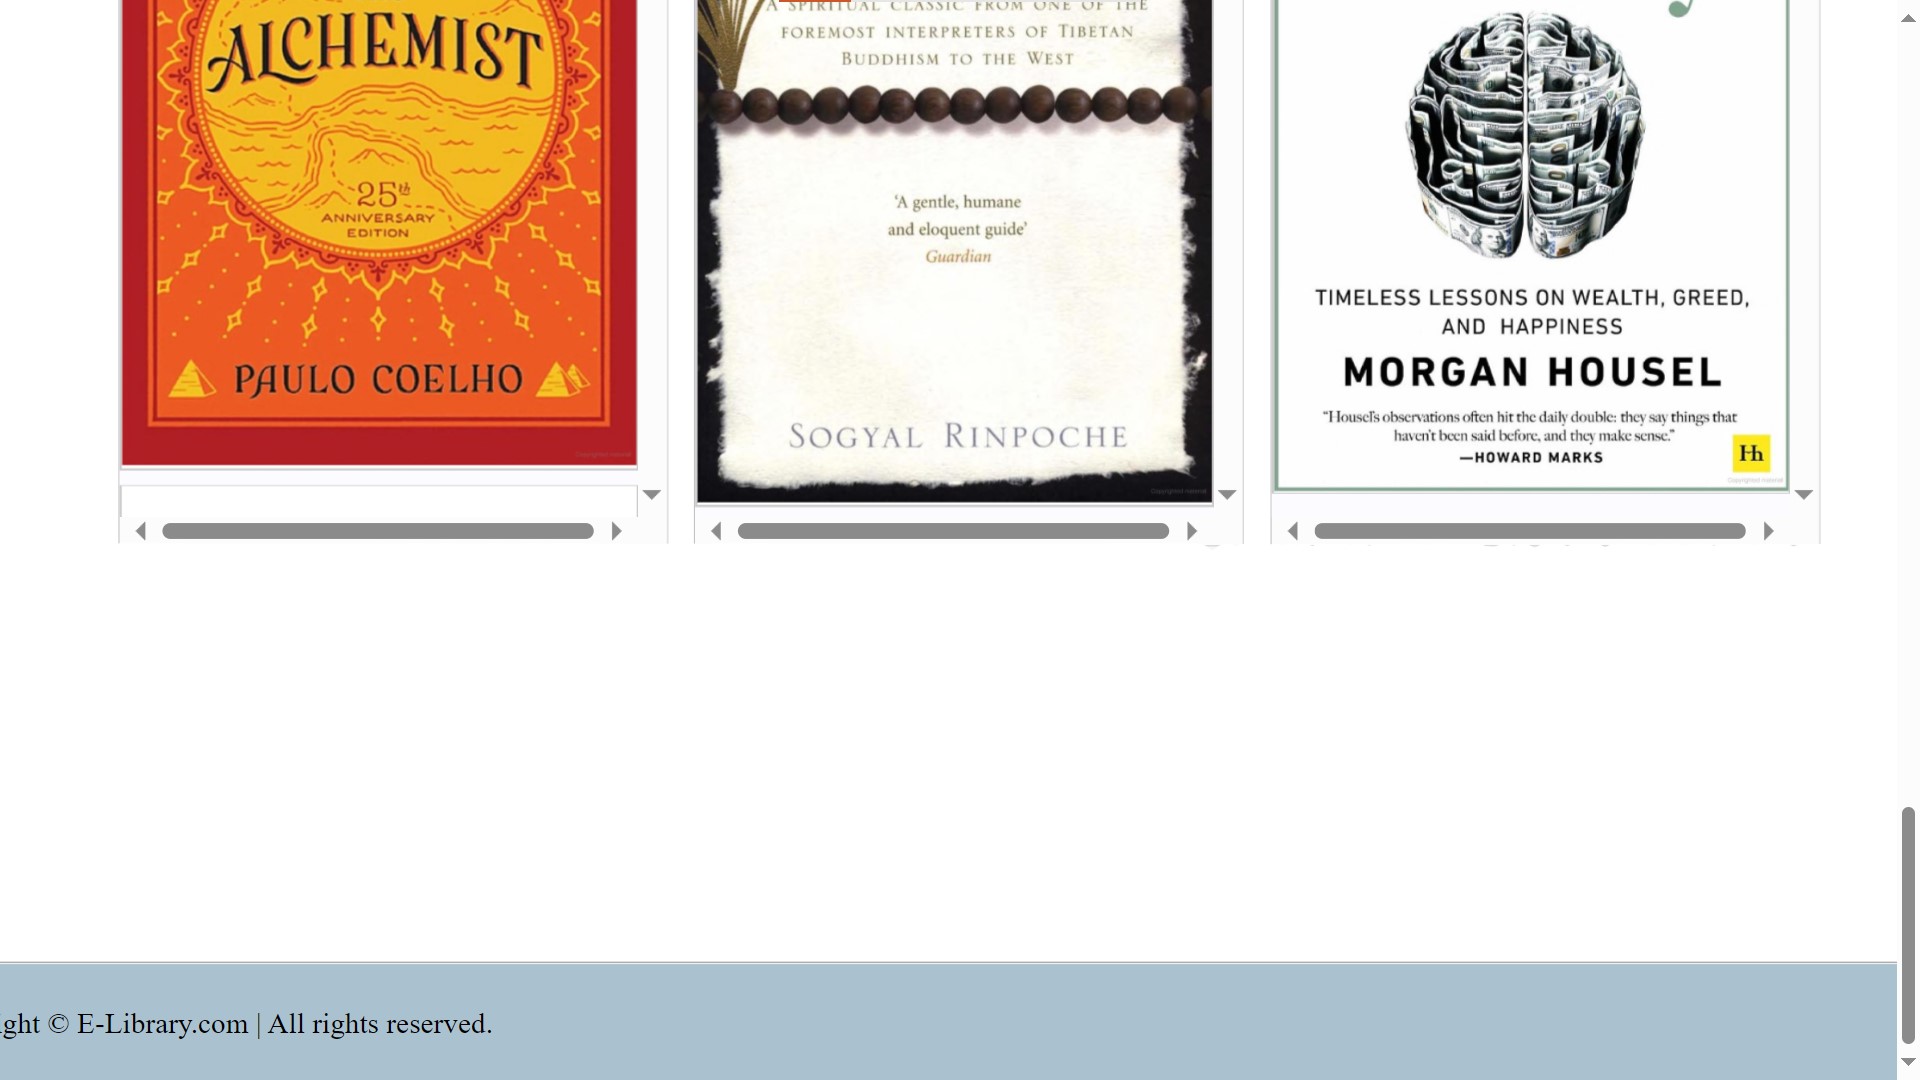 ALCHEMIST
25th
ANNIVERSARY
EDITION
PAULO COELHO
A SPIRITUAL CLASSIC FROM ONE OF THE
FOREMOST INTERPRETERS OF TIBETAN
BUDDHISM TO THE WEST
‘A gentle, humane
and eloquent guide’
Guardian
SOGYAL RINPOCHE
TIMELESS LESSONS ON WEALTH, GREED,
AND HAPPINESS
MORGAN HOUSEL
“Housel's observations often hit the daily double: they say things that
haven't been said before, and they make sense.”
—HOWARD MARKS
Hh
Copyrighted material
ght © E-Library.com | All rights reserved.